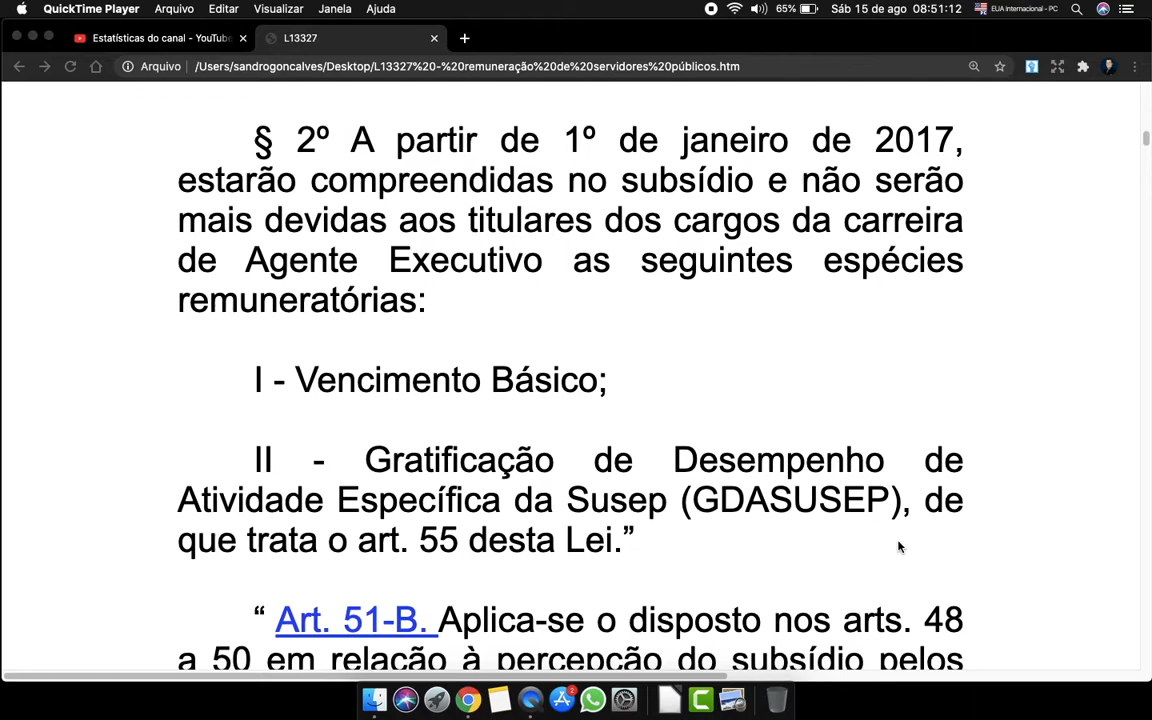 QuickTime Player Arquivo Editar Visualizar Janela Ajuda 65% Sáb 15 de ago 08:51:12 EUA Internacional - PC
Estatísticas do canal - YouTube L13327
Arquivo /Users/sandrogoncalves/Desktop/L13327%20-%20remuneração%20de%20servidores%20públicos.htm
§ 2º A partir de 1º de janeiro de 2017,
estarão compreendidas no subsídio e não serão
mais devidas aos titulares dos cargos da carreira
de Agente Executivo as seguintes espécies
remuneratórias:
I - Vencimento Básico;
II - Gratificação de Desempenho de
Atividade Específica da Susep (GDASUSEP), de
que trata o art. 55 desta Lei.”
“ Art. 51-B. Aplica-se o disposto nos arts. 48
a 50 em relação à percepção do subsídio pelos
2